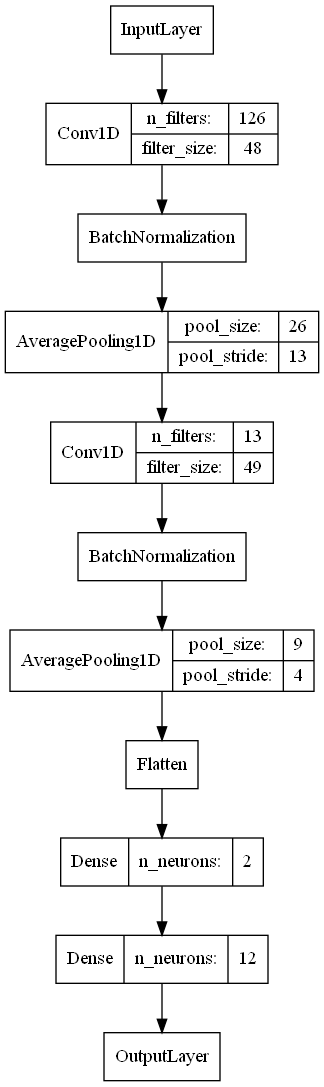 InputLayer
Conv1D
n_filters: 126
filter_size: 48
BatchNormalization
AveragePooling1D
pool_size: 26
pool_stride: 13
Conv1D
n_filters: 13
filter_size: 49
BatchNormalization
AveragePooling1D
pool_size: 9
pool_stride: 4
Flatten
Dense n_neurons: 2
Dense n_neurons: 12
OutputLayer